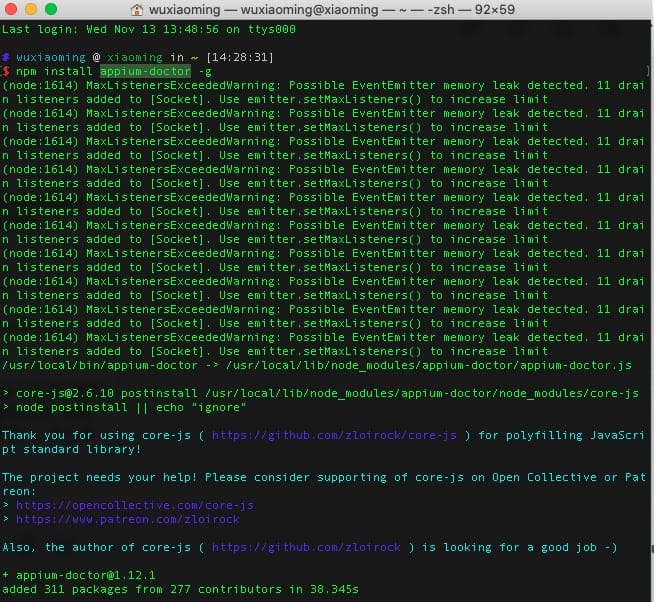 wuxiaoming — wuxiaoming@xiaoming — ~ — -zsh — 92×59
Last login: Wed Nov 13 13:48:56 on ttys000
# wuxiaoming @ xiaoming in ~ [14:28:31]
[$ npm install appium-doctor -g ]
(node:1614) MaxListenersExceededWarning: Possible EventEmitter memory leak detected. 11 drai
n listeners added to [Socket]. Use emitter.setMaxListeners() to increase limit
(node:1614) MaxListenersExceededWarning: Possible EventEmitter memory leak detected. 11 drai
n listeners added to [Socket]. Use emitter.setMaxListeners() to increase limit
(node:1614) MaxListenersExceededWarning: Possible EventEmitter memory leak detected. 11 drai
n listeners added to [Socket]. Use emitter.setMaxListeners() to increase limit
(node:1614) MaxListenersExceededWarning: Possible EventEmitter memory leak detected. 11 drai
n listeners added to [Socket]. Use emitter.setMaxListeners() to increase limit
(node:1614) MaxListenersExceededWarning: Possible EventEmitter memory leak detected. 11 drai
n listeners added to [Socket]. Use emitter.setMaxListeners() to increase limit
(node:1614) MaxListenersExceededWarning: Possible EventEmitter memory leak detected. 11 drai
n listeners added to [Socket]. Use emitter.setMaxListeners() to increase limit
(node:1614) MaxListenersExceededWarning: Possible EventEmitter memory leak detected. 11 drai
n listeners added to [Socket]. Use emitter.setMaxListeners() to increase limit
(node:1614) MaxListenersExceededWarning: Possible EventEmitter memory leak detected. 11 drai
n listeners added to [Socket]. Use emitter.setMaxListeners() to increase limit
(node:1614) MaxListenersExceededWarning: Possible EventEmitter memory leak detected. 11 drai
n listeners added to [Socket]. Use emitter.setMaxListeners() to increase limit
(node:1614) MaxListenersExceededWarning: Possible EventEmitter memory leak detected. 11 drai
n listeners added to [Socket]. Use emitter.setMaxListeners() to increase limit
/usr/local/bin/appium-doctor -> /usr/local/lib/node_modules/appium-doctor/appium-doctor.js
> core-js@2.6.10 postinstall /usr/local/lib/node_modules/appium-doctor/node_modules/core-js
> node postinstall || echo "ignore"
Thank you for using core-js ( https://github.com/zloirock/core-js ) for polyfilling JavaScri
pt standard library!
The project needs your help! Please consider supporting of core-js on Open Collective or Pat
reon:
> https://opencollective.com/core-js
> https://www.patreon.com/zloirock
Also, the author of core-js ( https://github.com/zloirock ) is looking for a good job -)
+ appium-doctor@1.12.1
added 311 packages from 277 contributors in 38.345s